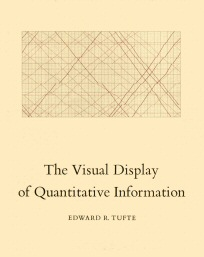 The Visual Display
of Quantitative Information
EDWARD R. TUFTE